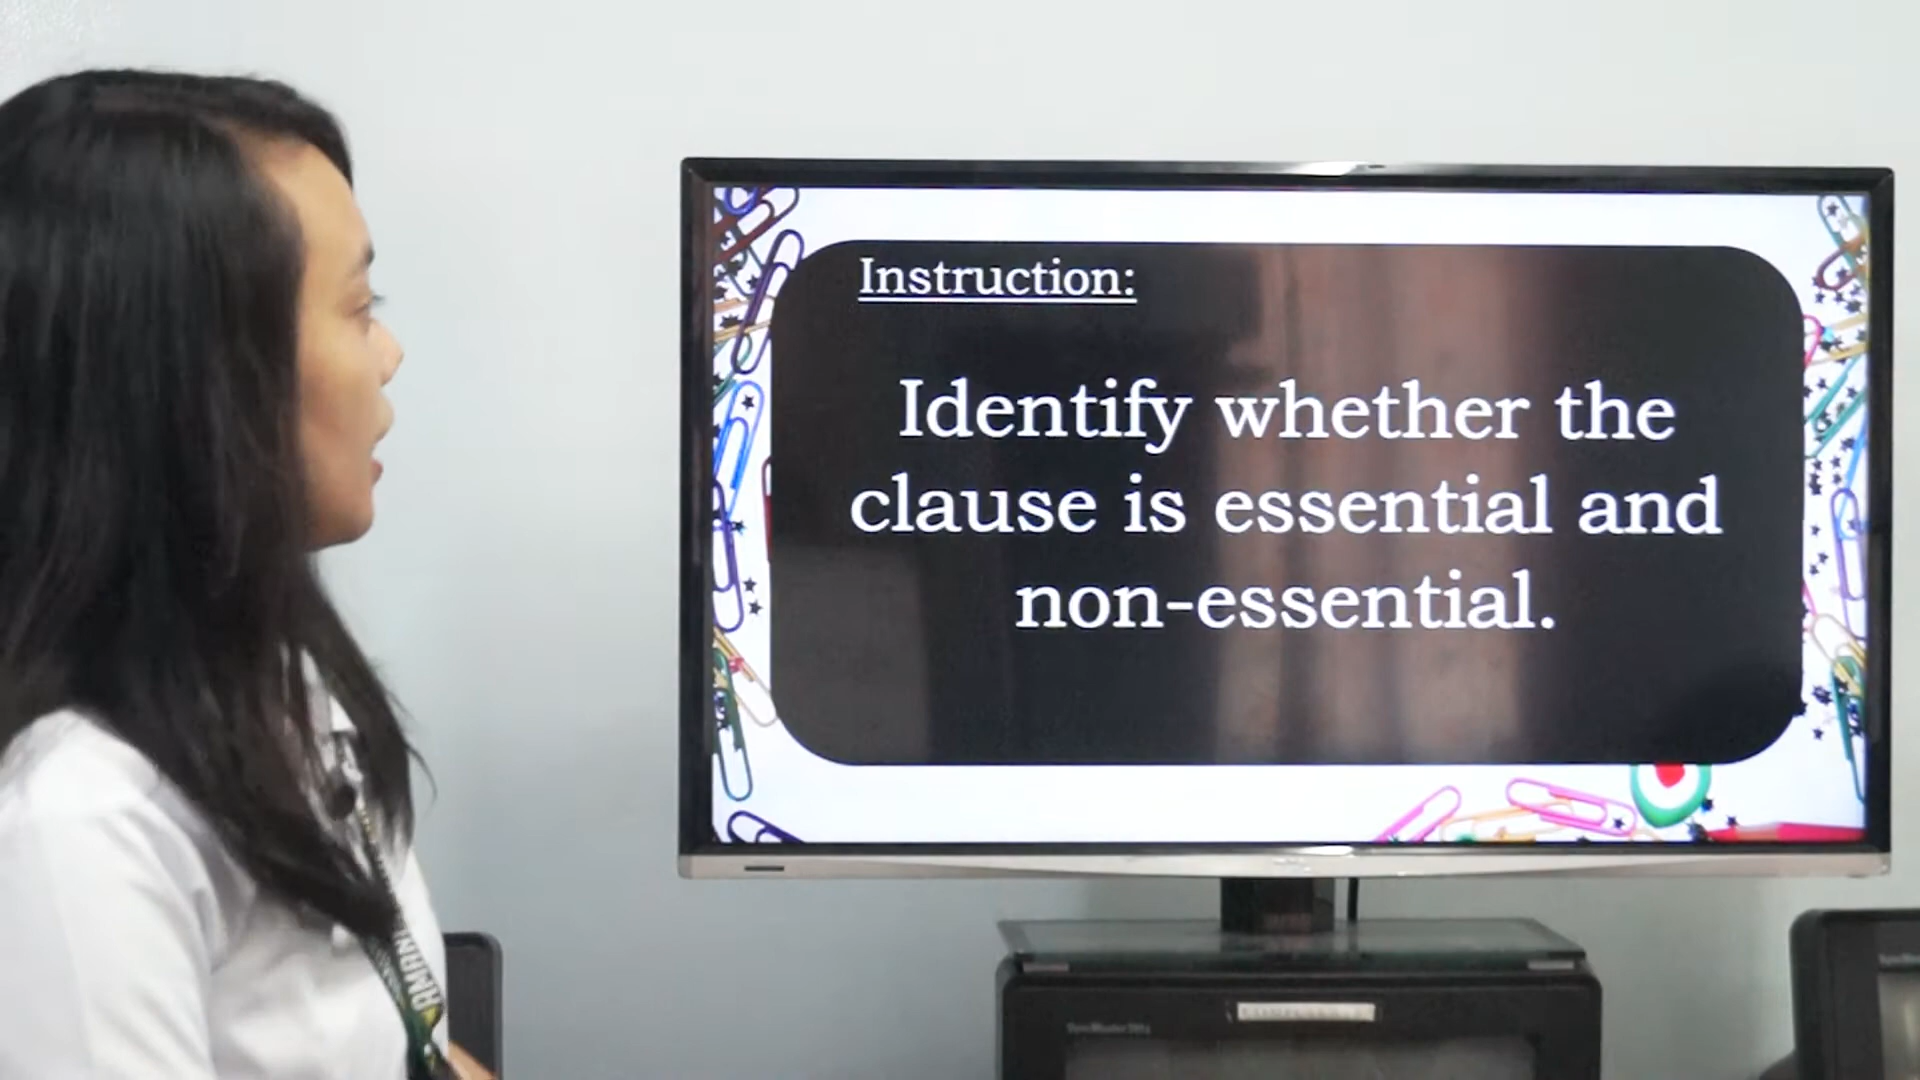 Instruction:
Identify whether the
clause is essential and
non-essential.